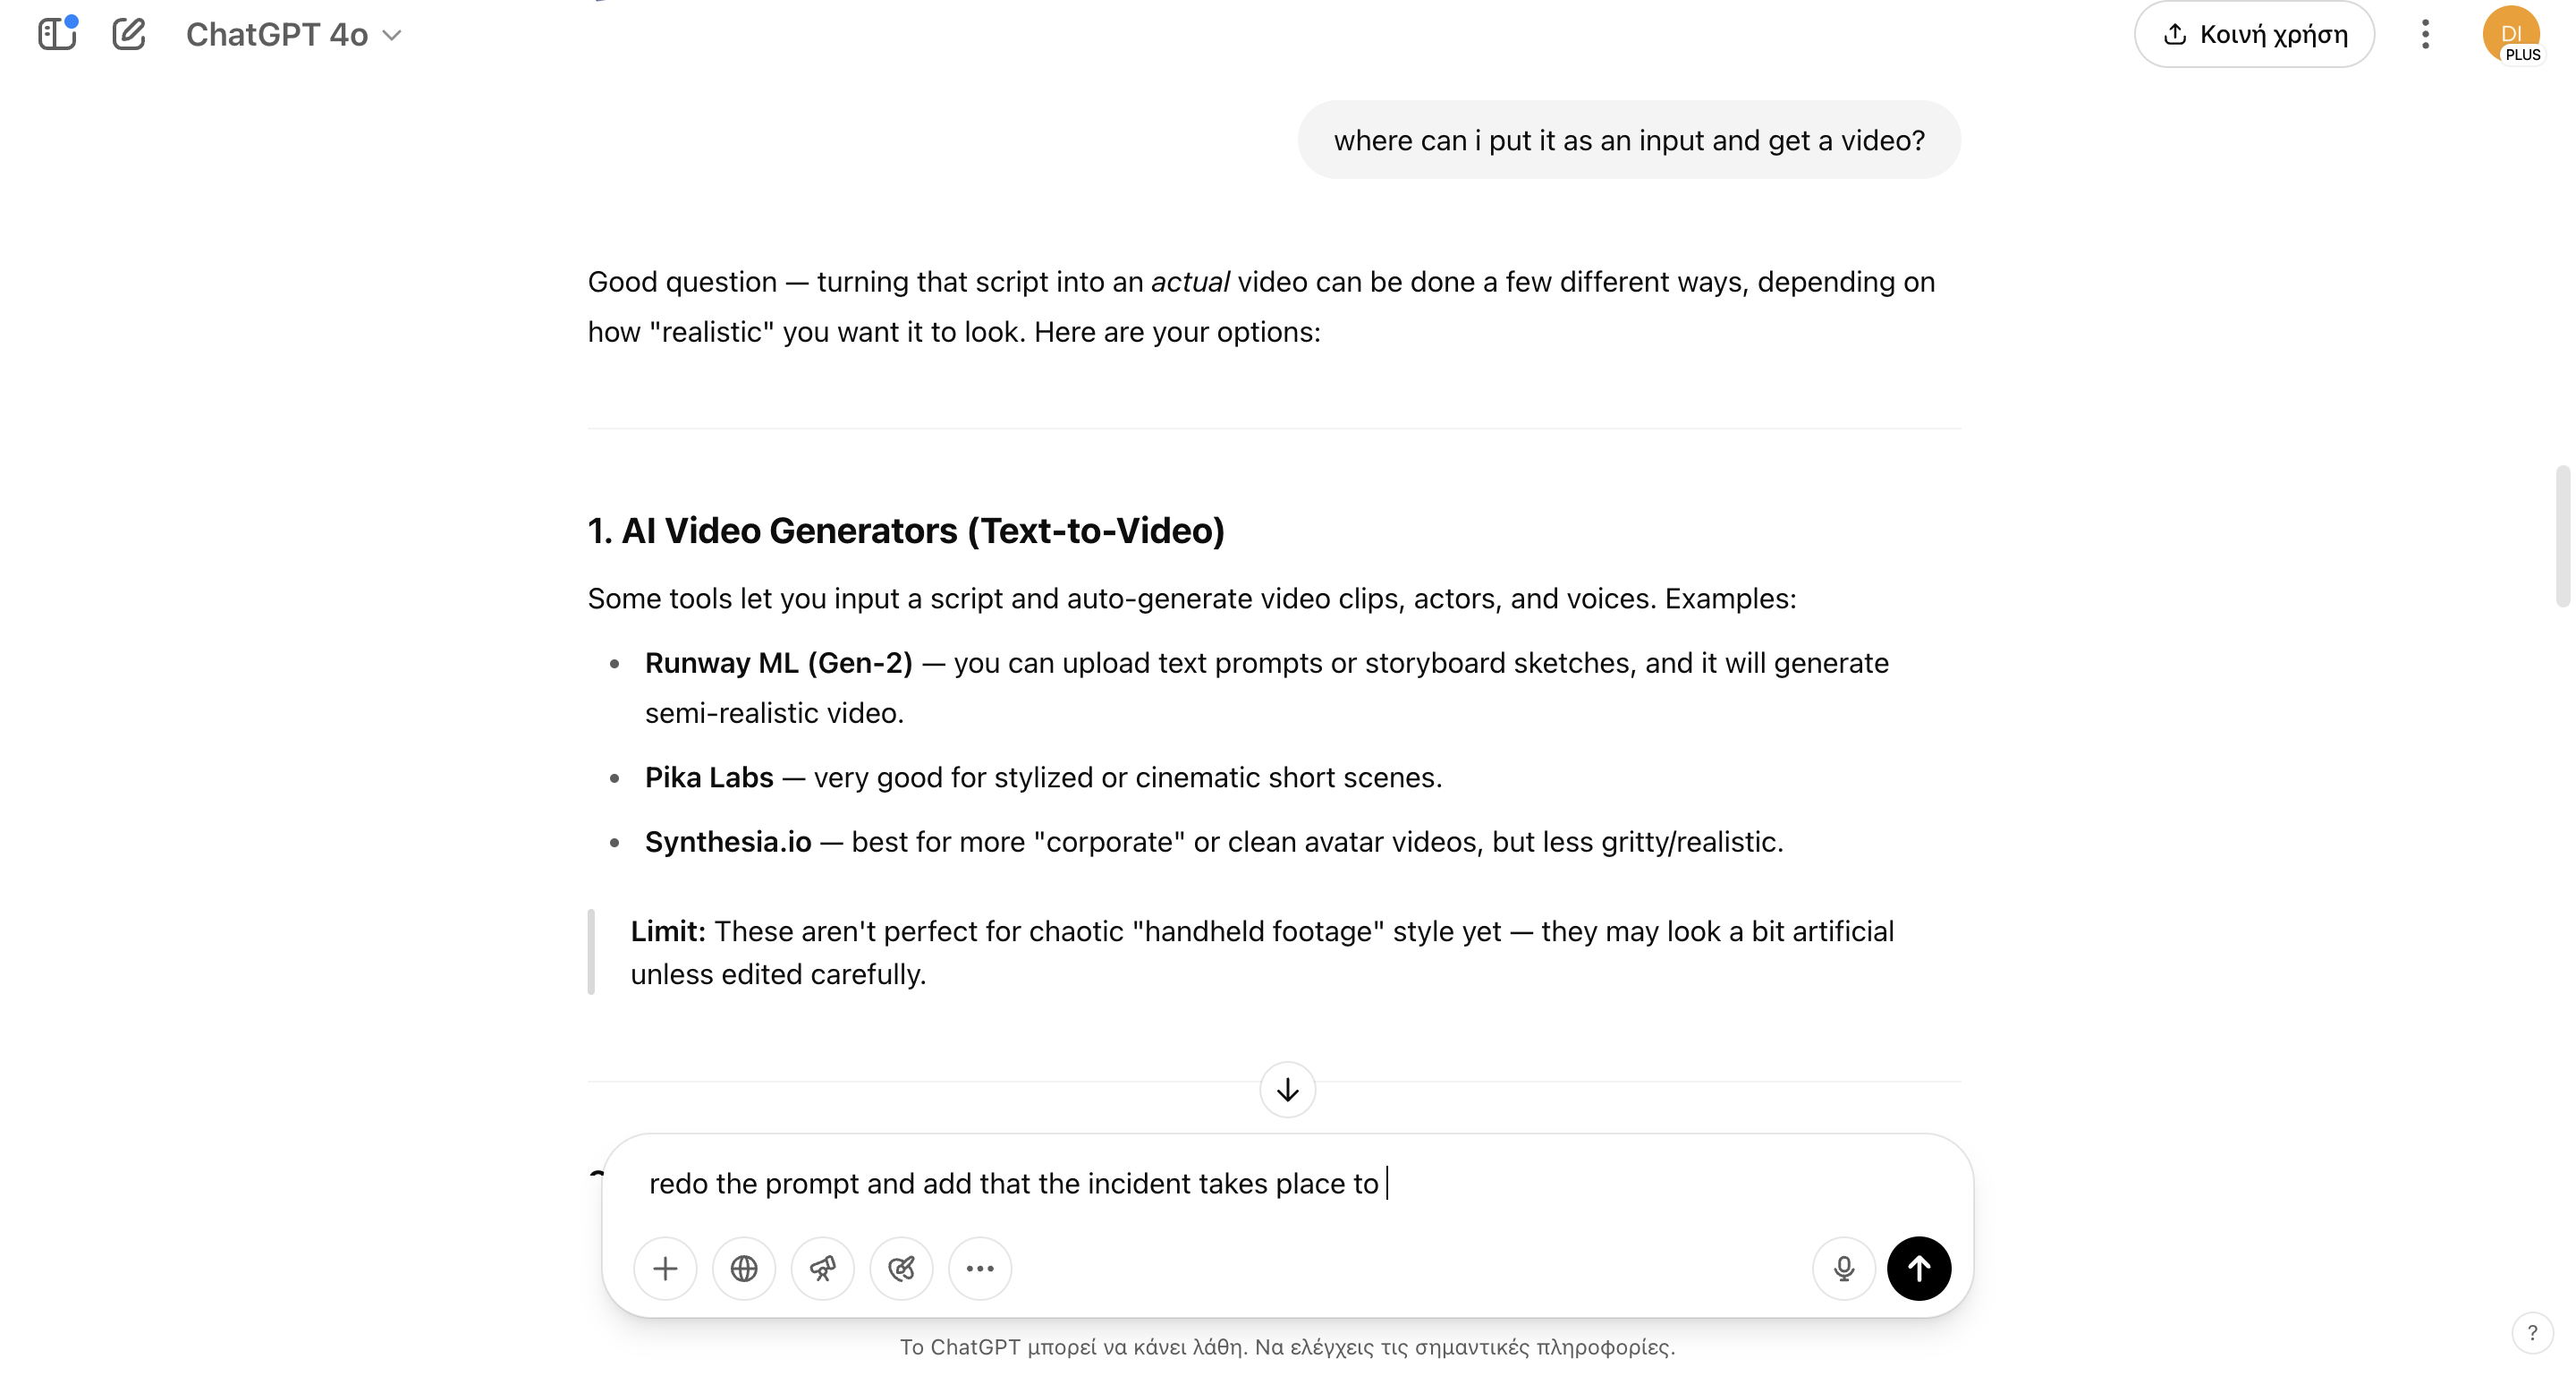 ChatGPT 4o
Κοινή χρήση
DI
PLUS
where can i put it as an input and get a video?
Good question — turning that script into an actual video can be done a few different ways, depending on
how "realistic" you want it to look. Here are your options:
1. AI Video Generators (Text-to-Video)
Some tools let you input a script and auto-generate video clips, actors, and voices. Examples:
• Runway ML (Gen-2) — you can upload text prompts or storyboard sketches, and it will generate
semi-realistic video.
• Pika Labs — very good for stylized or cinematic short scenes.
• Synthesia.io — best for more "corporate" or clean avatar videos, but less gritty/realistic.
Limit: These aren't perfect for chaotic "handheld footage" style yet — they may look a bit artificial
unless edited carefully.
redo the prompt and add that the incident takes place to
Το ChatGPT μπορεί να κάνει λάθη. Να ελέγχεις τις σημαντικές πληροφορίες.
?